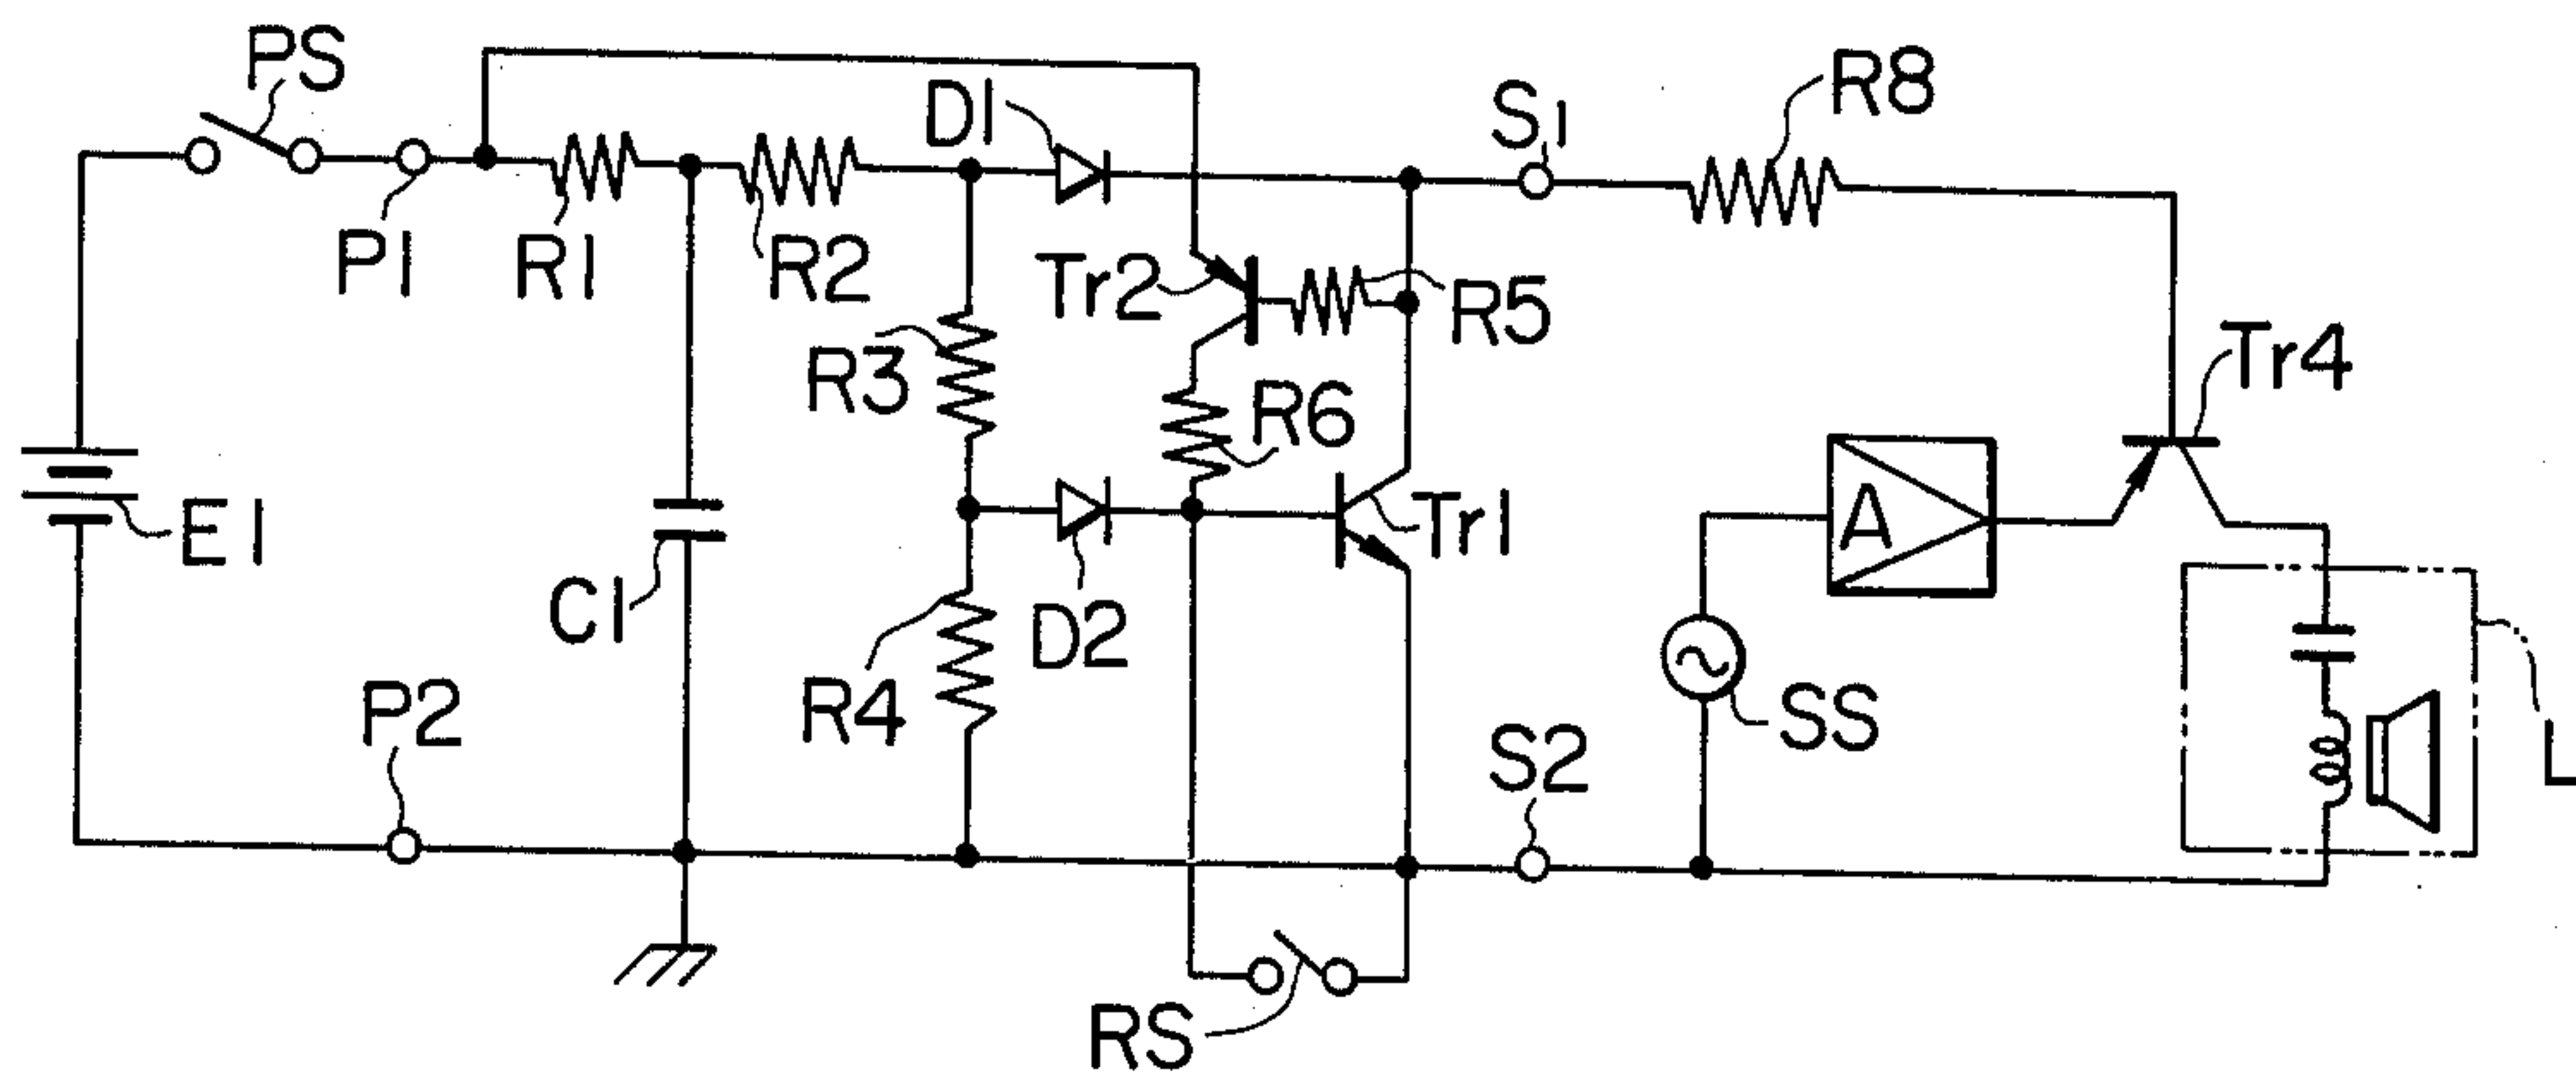 PS
P1
R1
R2
D1
S1
R8
Tr2
R5
R3
R6
Tr4
E1
C1
D2
Tr1
A
R4
P2
S2
SS
L
RS